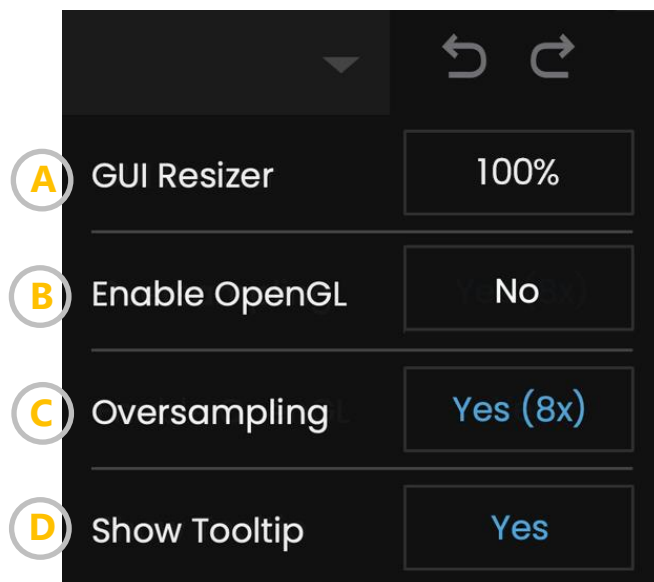 A GUI Resizer 100%
B Enable OpenGL No
C Oversampling Yes (8x)
D Show Tooltip Yes